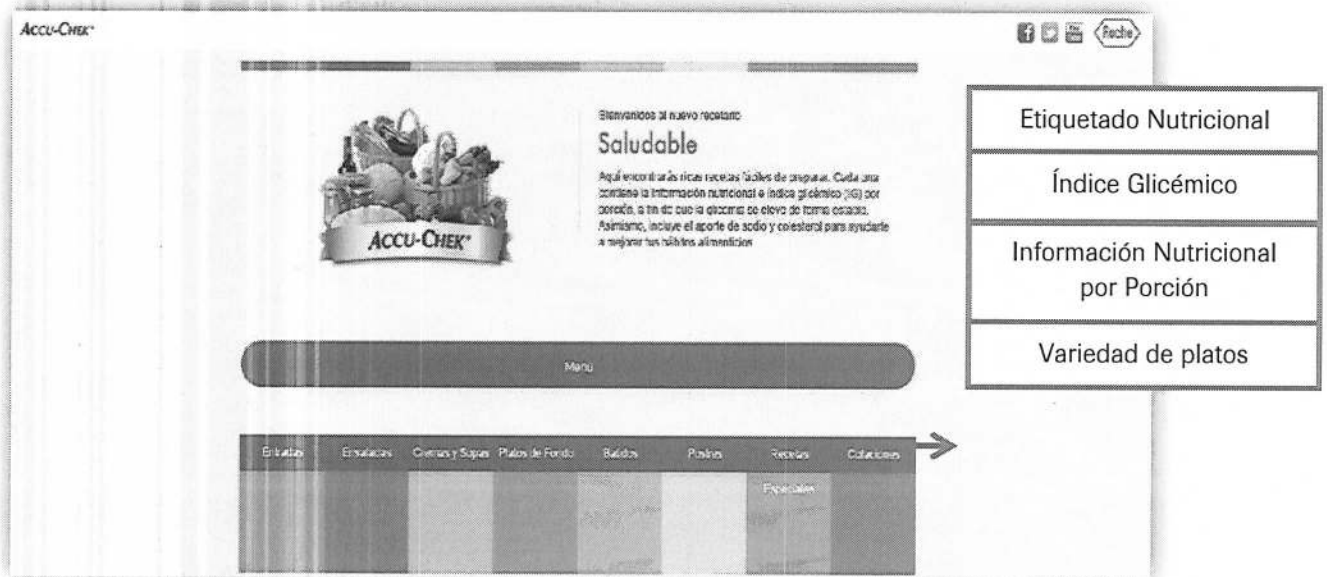 ACCU-CHEK
Roche
Bienvenidos al nuevo recetario
Saludable
Aquí encontrarás ricas recetas fáciles de preparar. Cada una
contiene la información nutricional e índice glicémico (IG) por
porción, a fin de que la glicemia se eleve de forma estable.
Asimismo, incluye el aporte de sodio y colesterol para ayudarte
a mejorar tus hábitos alimenticios
ACCU-CHEK
Etiquetado Nutricional
Índice Glicémico
Información Nutricional
por Porción
Variedad de platos
Menu
Entradas Ensaladas Cremas y Sopas Platos de Fondo Batidos Postres Recetas Colaciones
Especiales